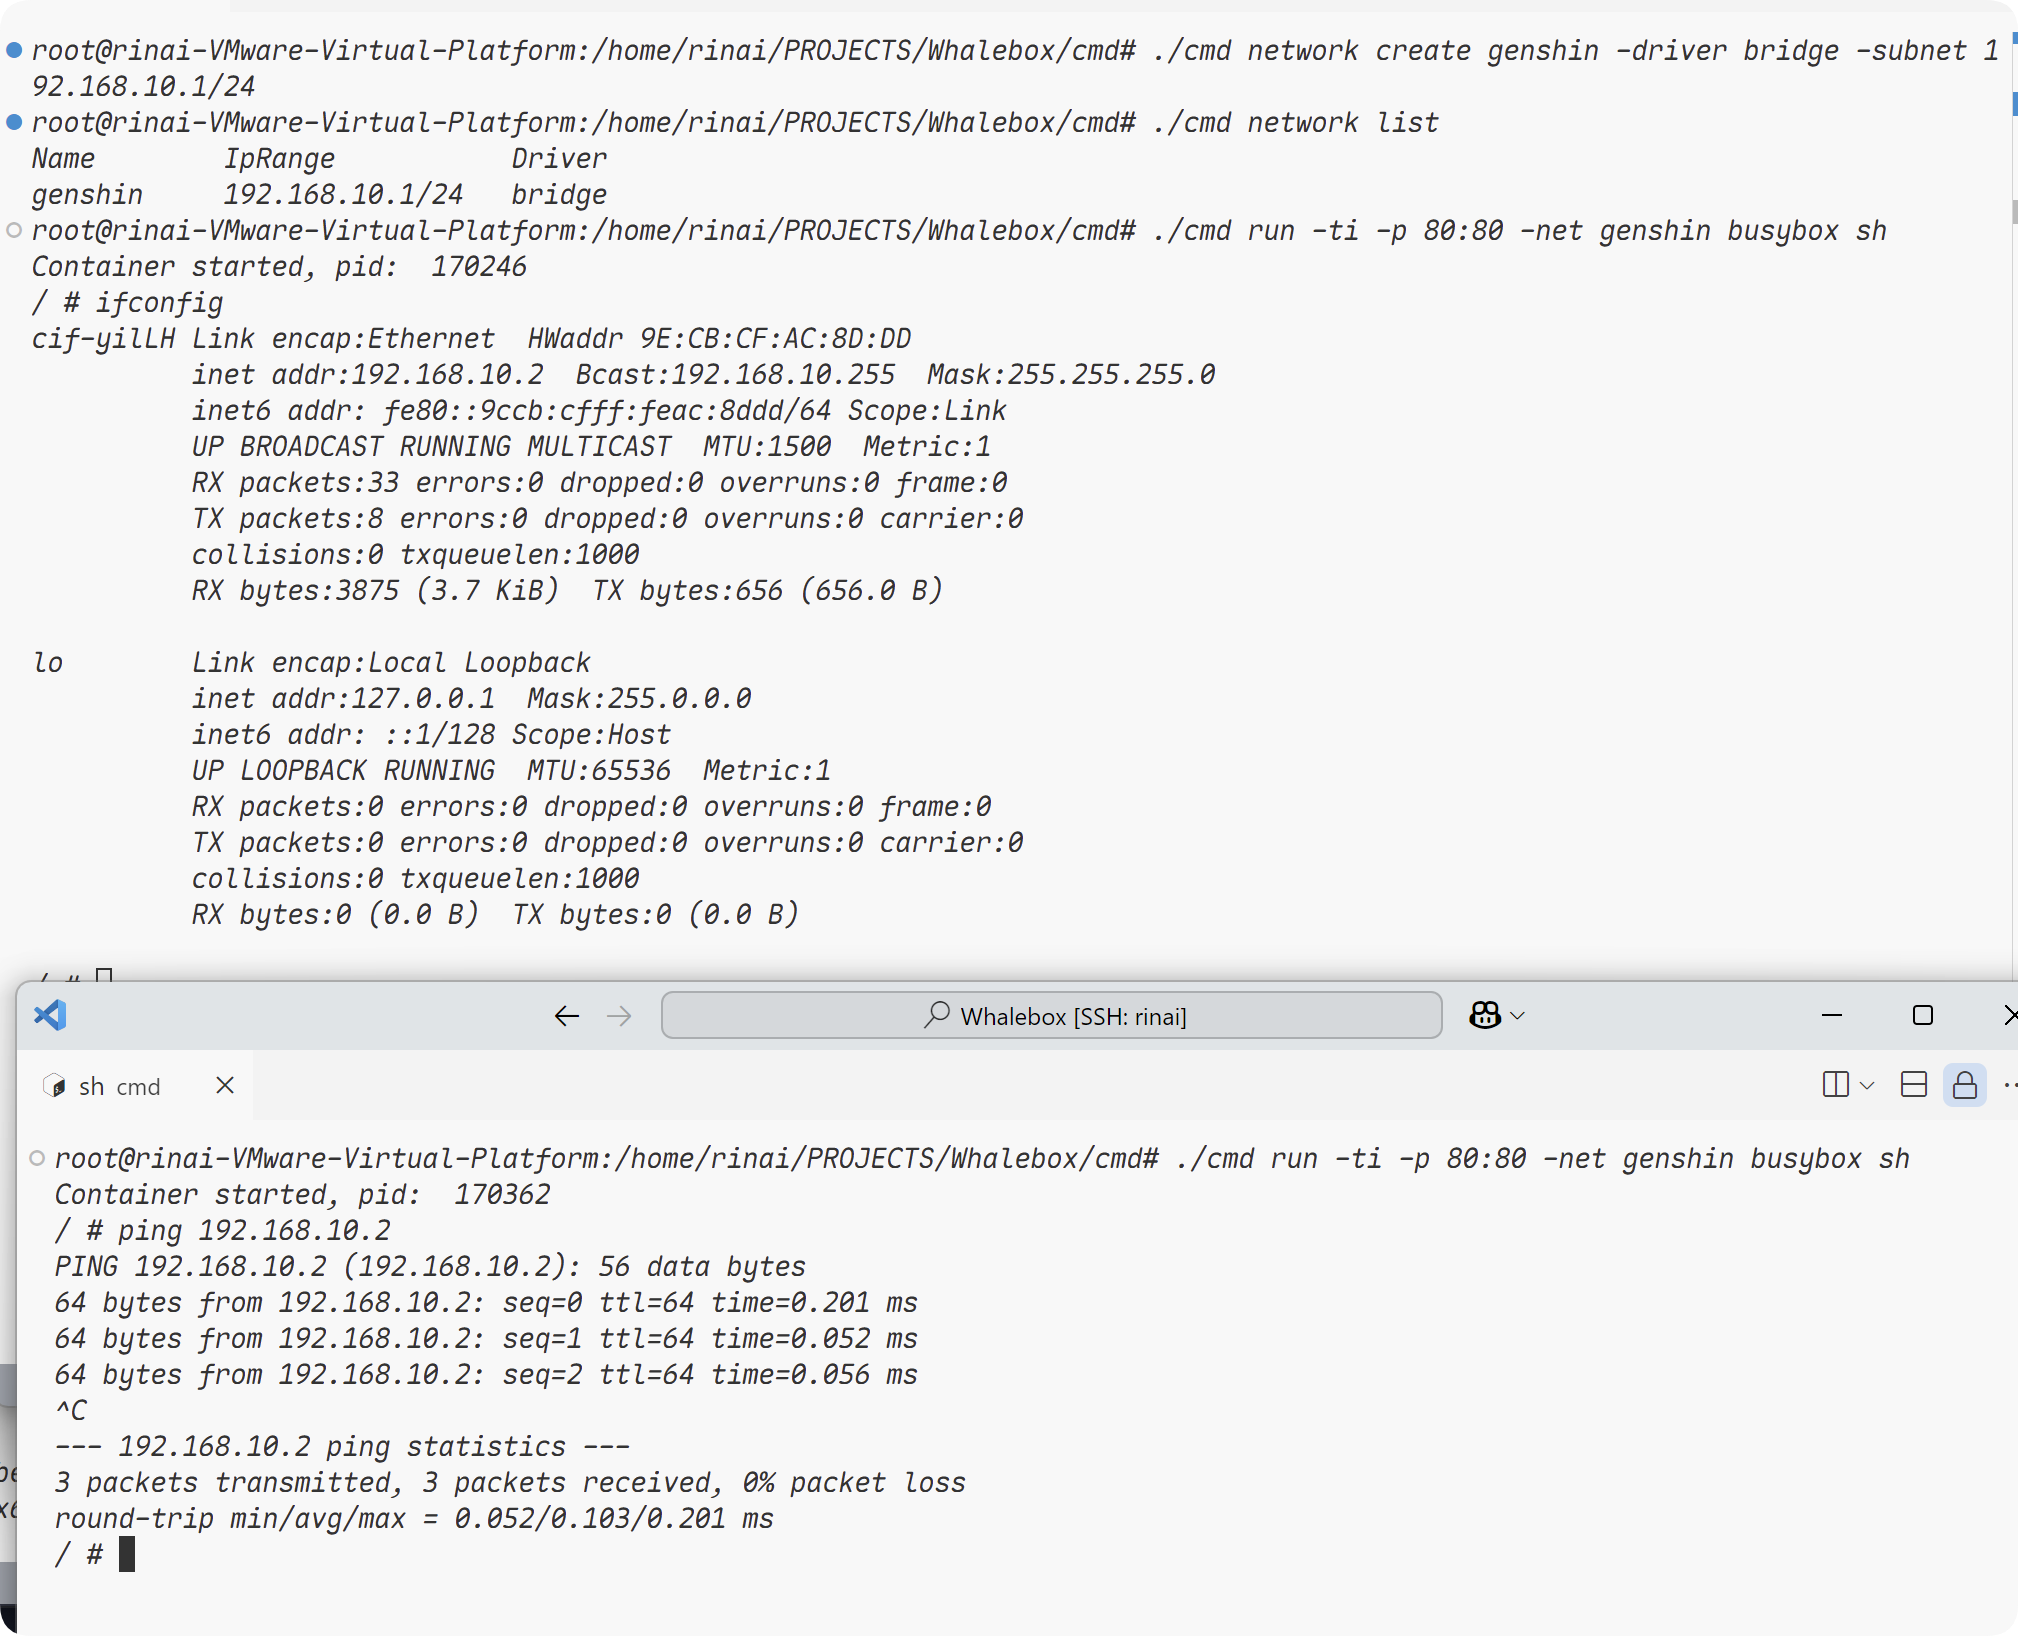 root@rinai-VMware-Virtual-Platform:/home/rinai/PROJECTS/Whalebox/cmd# ./cmd network create genshin -driver bridge -subnet 1
92.168.10.1/24
root@rinai-VMware-Virtual-Platform:/home/rinai/PROJECTS/Whalebox/cmd# ./cmd network list
Name        IpRange           Driver
genshin     192.168.10.1/24   bridge
root@rinai-VMware-Virtual-Platform:/home/rinai/PROJECTS/Whalebox/cmd# ./cmd run -ti -p 80:80 -net genshin busybox sh
Container started, pid:  170246
/ # ifconfig
cif-yilLH Link encap:Ethernet  HWaddr 9E:CB:CF:AC:8D:DD
          inet addr:192.168.10.2  Bcast:192.168.10.255  Mask:255.255.255.0
          inet6 addr: fe80::9ccb:cfff:feac:8ddd/64 Scope:Link
          UP BROADCAST RUNNING MULTICAST  MTU:1500  Metric:1
          RX packets:33 errors:0 dropped:0 overruns:0 frame:0
          TX packets:8 errors:0 dropped:0 overruns:0 carrier:0
          collisions:0 txqueuelen:1000
          RX bytes:3875 (3.7 KiB)  TX bytes:656 (656.0 B)

lo        Link encap:Local Loopback
          inet addr:127.0.0.1  Mask:255.0.0.0
          inet6 addr: ::1/128 Scope:Host
          UP LOOPBACK RUNNING  MTU:65536  Metric:1
          RX packets:0 errors:0 dropped:0 overruns:0 frame:0
          TX packets:0 errors:0 dropped:0 overruns:0 carrier:0
          collisions:0 txqueuelen:1000
          RX bytes:0 (0.0 B)  TX bytes:0 (0.0 B)

/ #
Whalebox [SSH: rinai]
sh cmd
root@rinai-VMware-Virtual-Platform:/home/rinai/PROJECTS/Whalebox/cmd# ./cmd run -ti -p 80:80 -net genshin busybox sh
Container started, pid:  170362
/ # ping 192.168.10.2
PING 192.168.10.2 (192.168.10.2): 56 data bytes
64 bytes from 192.168.10.2: seq=0 ttl=64 time=0.201 ms
64 bytes from 192.168.10.2: seq=1 ttl=64 time=0.052 ms
64 bytes from 192.168.10.2: seq=2 ttl=64 time=0.056 ms
^C
--- 192.168.10.2 ping statistics ---
3 packets transmitted, 3 packets received, 0% packet loss
round-trip min/avg/max = 0.052/0.103/0.201 ms
/ #